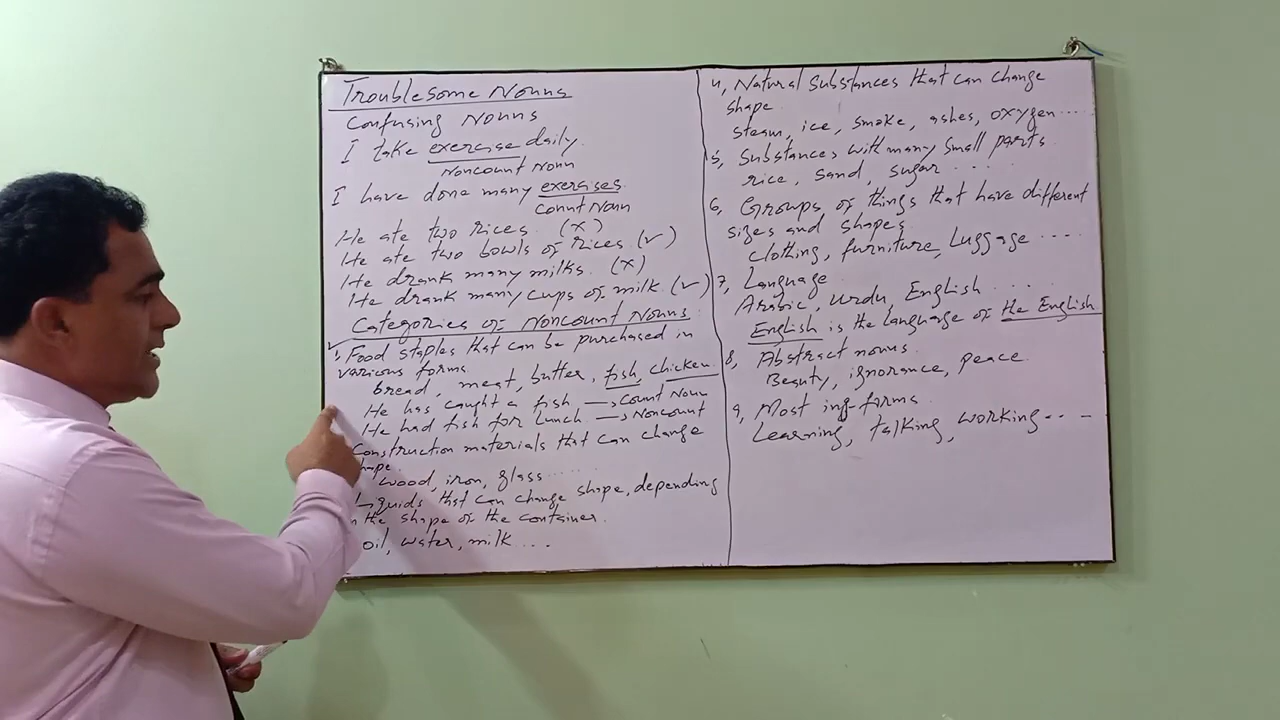 Troublesome Nouns
Confusing Nouns
I take exercise daily.
Noncount Noun
I have done many exercises.
Count Noun
He ate two rices. (x)
He ate two bowls of rices (✓)
He drank many milks. (x)
He drank many cups of milk (✓)
Categories of Noncount Nouns
1, Food staples that can be purchased in
various forms
bread, meat, butter, fish, chicken
He has caught a fish → Count Noun
He had fish for lunch → Noncount
Construction materials that can change
hape
wood, iron, glass .....
Liquids that can change shape, depending
n the shape of the container.
oil, water, milk ...
4, Natural Substances that can change
shape
steam, ice, smoke, ashes, oxygen .....
5, Substances with many small parts
rice, sand, sugar ....
6, Groups of things that have different
sizes and shapes
clothing, furniture, Luggage ....
7, Language
Arabic, Urdu, English ....
English is the language of the English
8, Abstract nouns.
Beauty, ignorance, peace
9, Most ing-forms
Learning, talking, working....